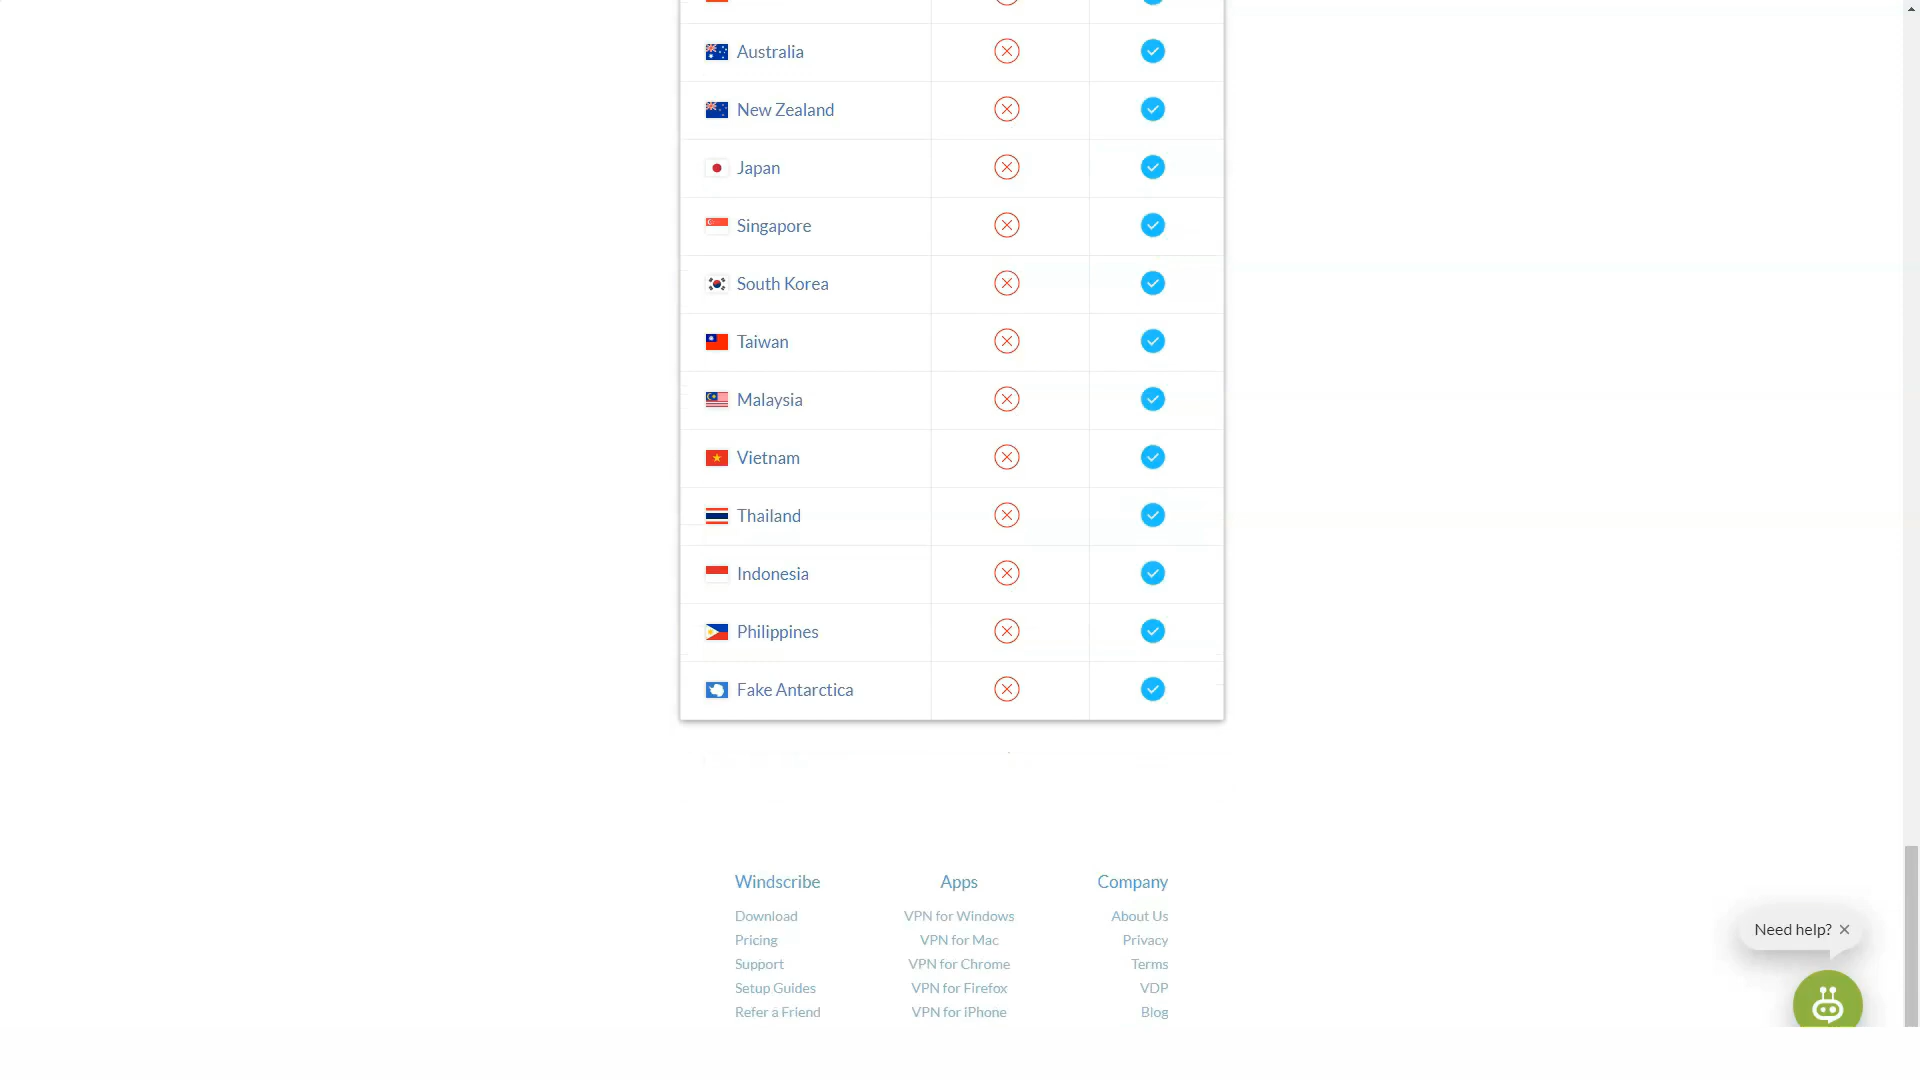 Australia
New Zealand
Japan
Singapore
South Korea
Taiwan
Malaysia
Vietnam
Thailand
Indonesia
Philippines
Fake Antarctica
Windscribe Apps Company
Download VPN for Windows About Us
Pricing VPN for Mac Privacy
Support VPN for Chrome Terms
Setup Guides VPN for Firefox VDP
Refer a Friend VPN for iPhone Blog
Need help?